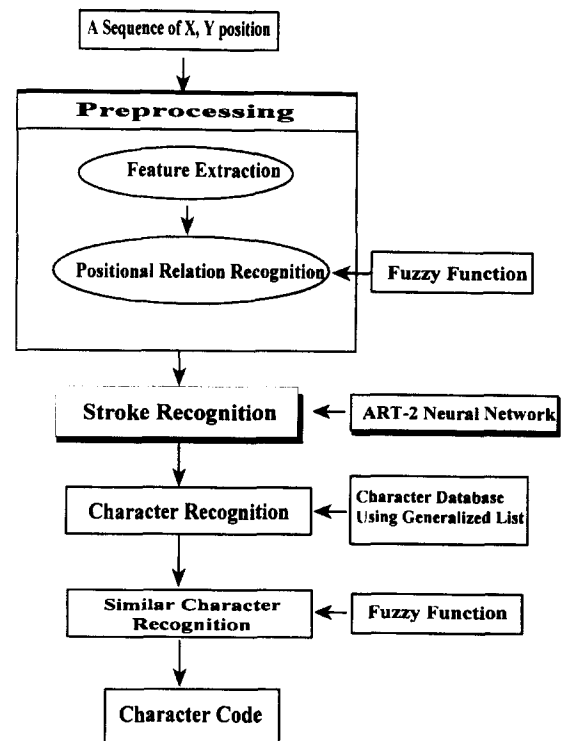 A Sequence of X, Y position
Preprocessing
Feature Extraction
Positional Relation Recognition
Fuzzy Function
Stroke Recognition
ART-2 Neural Network
Character Recognition
Character Database
Using Generalized List
Similar Character
Recognition
Fuzzy Function
Character Code